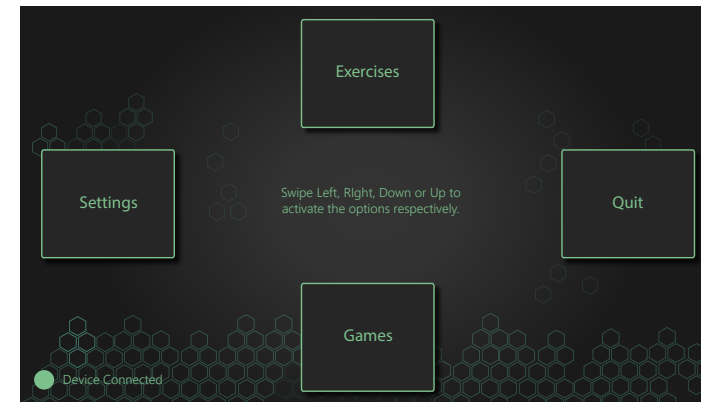 Exercises
Settings
Swipe Left, RIght, Down or Up to
activate the options respectively.
Quit
Games
Device Connected